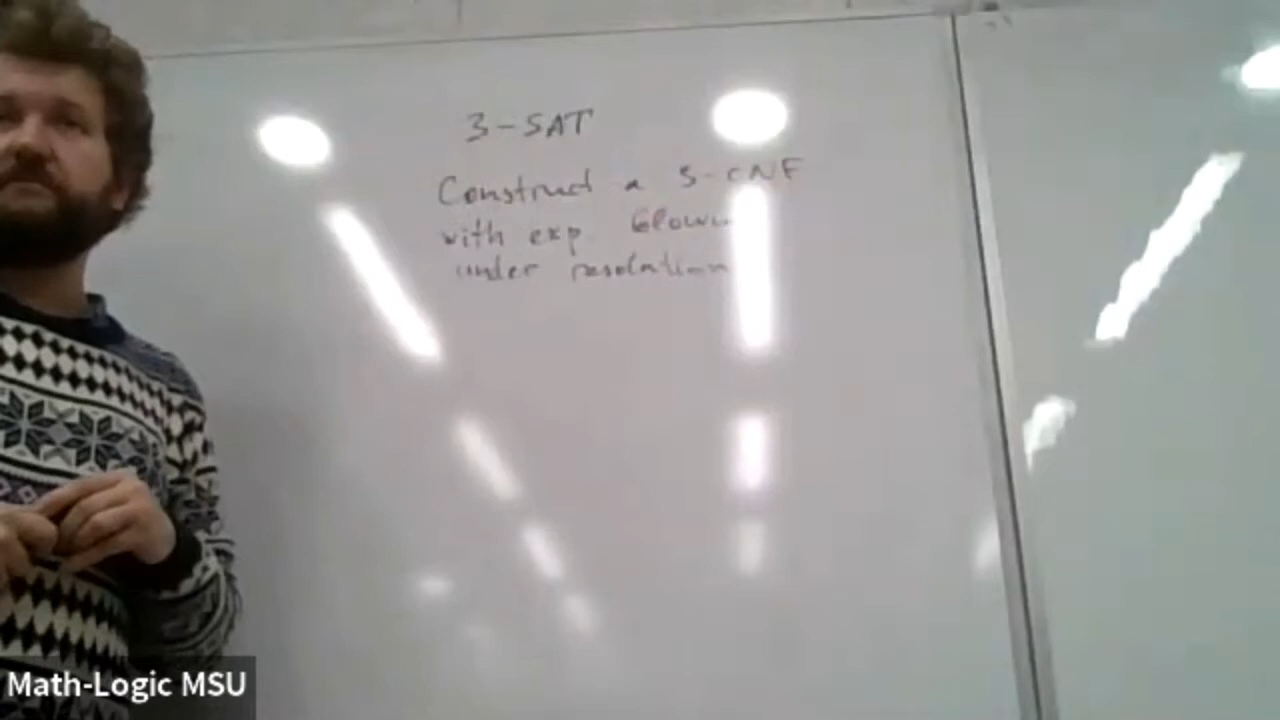 3-SAT
Construct a 3-CNF
with exp. blowup
under resolution
Math-Logic MSU